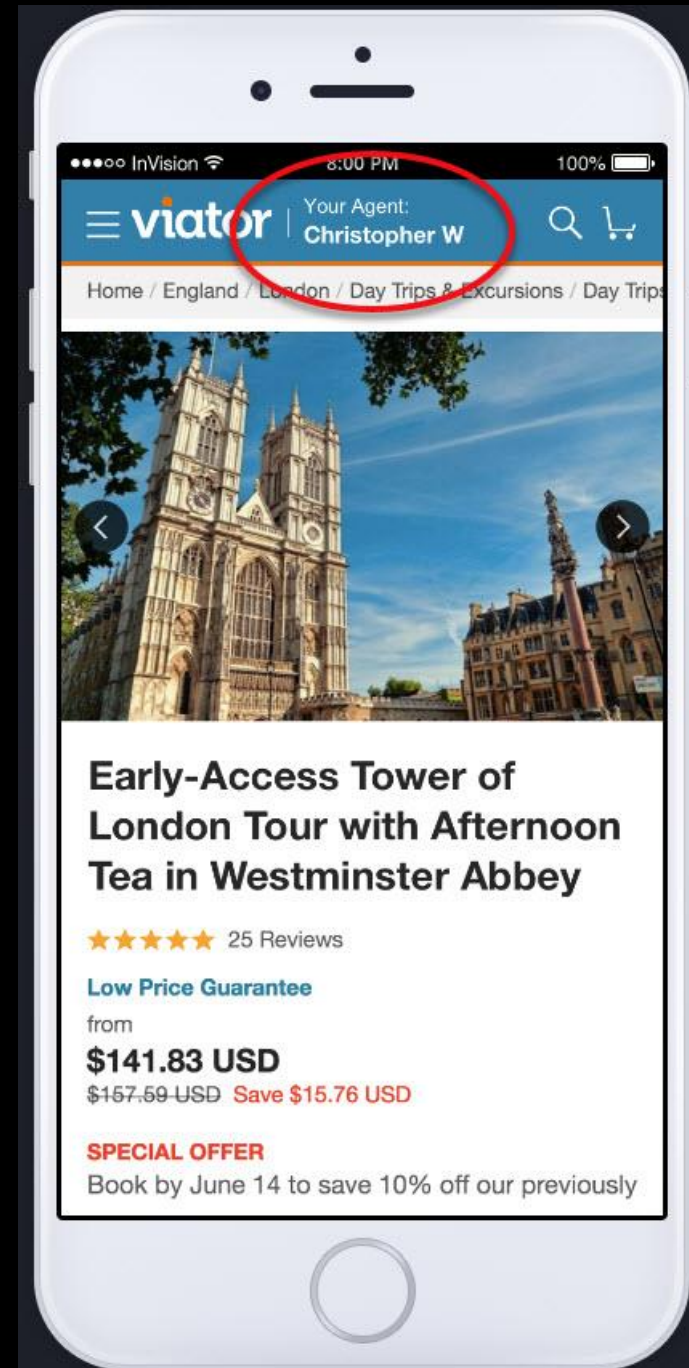 ●●●○○ InVision 8:00 PM 100%
viator | Your Agent:
Christopher W
Home / England / London / Day Trips & Excursions / Day Trips
Early-Access Tower of
London Tour with Afternoon
Tea in Westminster Abbey
25 Reviews
Low Price Guarantee
from
$141.83 USD
$157.59 USD Save $15.76 USD
SPECIAL OFFER
Book by June 14 to save 10% off our previously